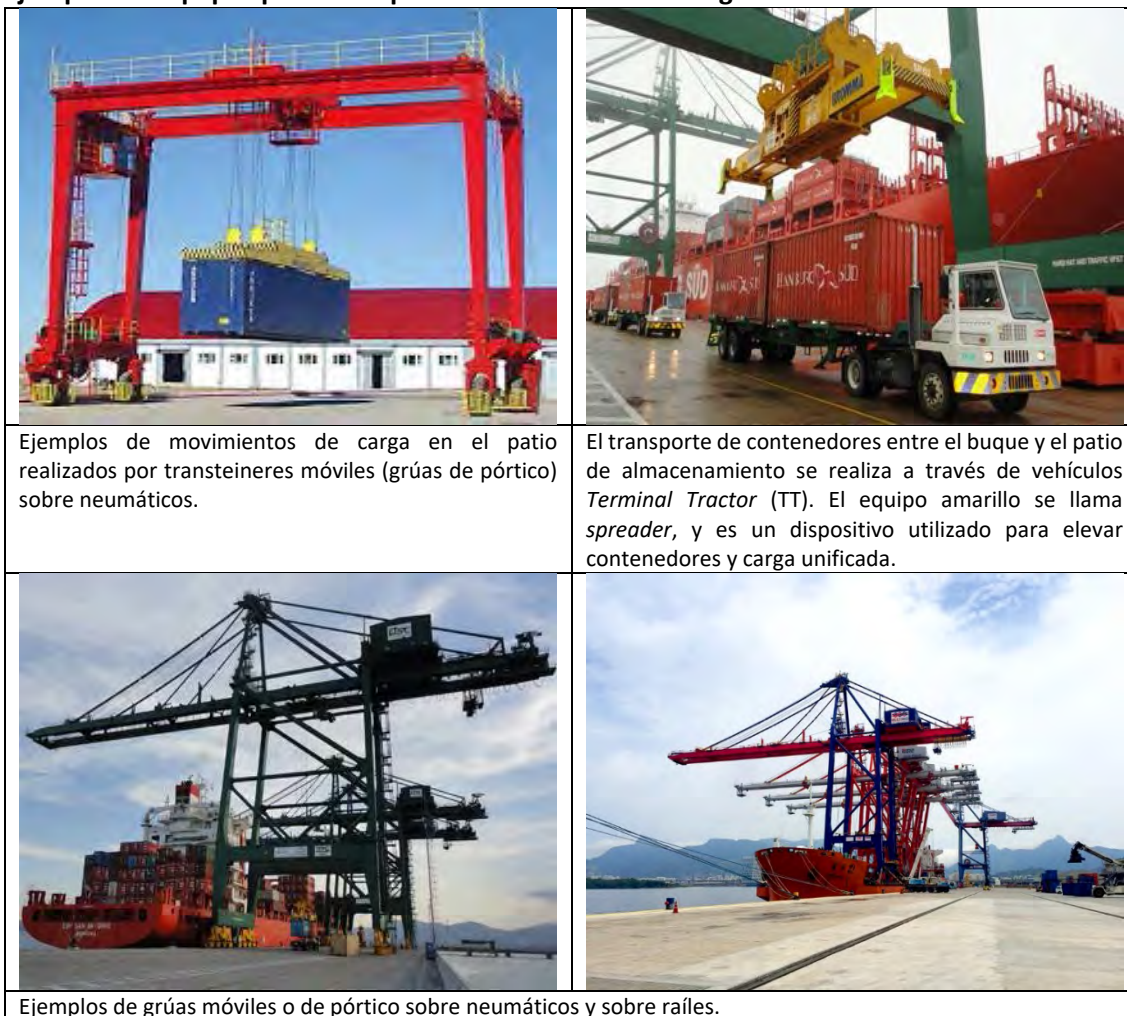 Ejemplos de movimientos de carga en el patio
realizados por transteineres móviles (grúas de pórtico)
sobre neumáticos.
BROMMA
SÜD
HAMBURG SÜD
El transporte de contenedores entre el buque y el patio
de almacenamiento se realiza a través de vehículos
Terminal Tractor (TT). El equipo amarillo se llama
spreader, y es un dispositivo utilizado para elevar
contenedores y carga unificada.
Ejemplos de grúas móviles o de pórtico sobre neumáticos y sobre raíles.